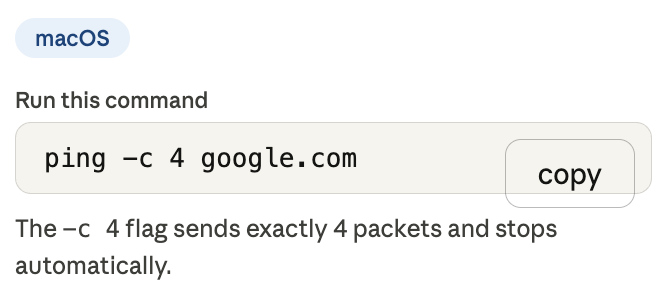 macOS
Run this command
ping -c 4 google.com
copy
The -c 4 flag sends exactly 4 packets and stops
automatically.